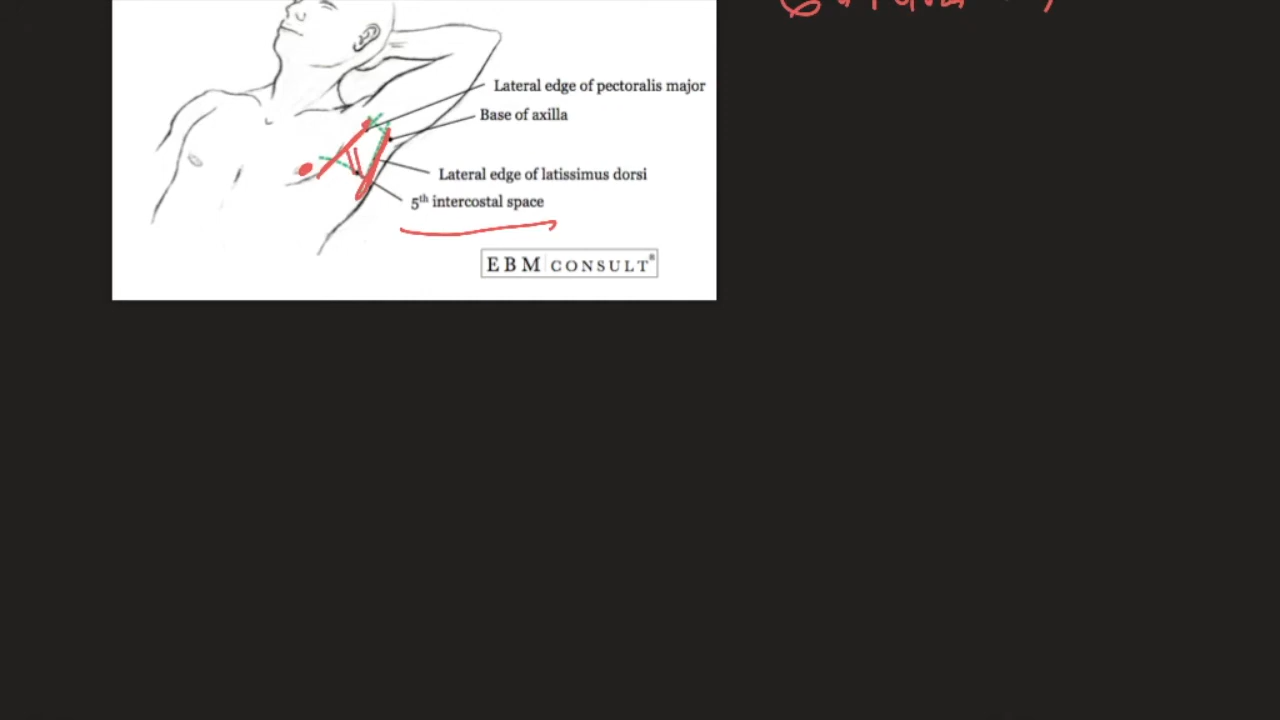 Lateral edge of pectoralis major
Base of axilla
Lateral edge of latissimus dorsi
5th intercostal space
EBM CONSULT®